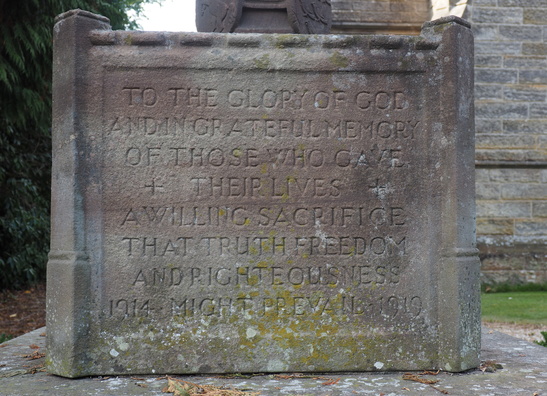 TO THE GLORY OF GOD
AND IN GRATEFUL MEMORY
OF THOSE WHO GAVE
+ THEIR LIVES +
A WILLING SACRIFICE
THAT TRUTH FREEDOM
AND RIGHTEOUSNESS
1914 - MIGHT PREVAIL - 1919